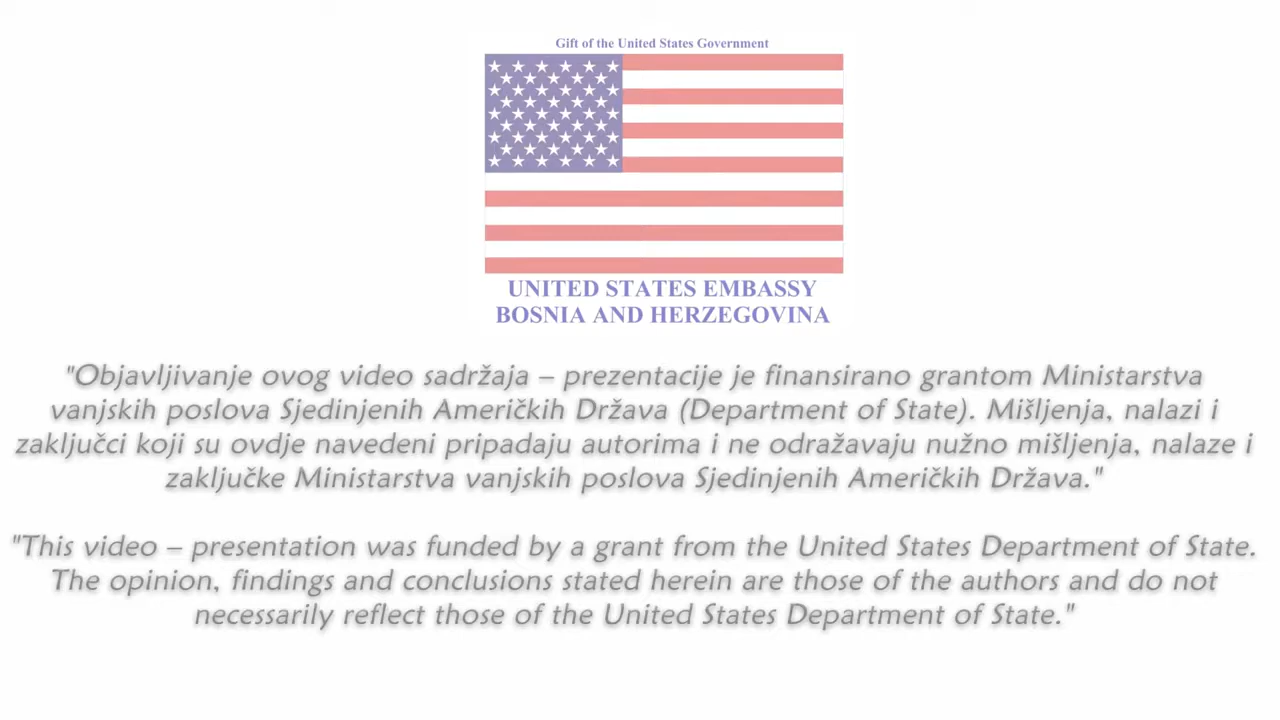 Gift of the United States Government
UNITED STATES EMBASSY
BOSNIA AND HERZEGOVINA
"Objavljivanje ovog video sadržaja – prezentacije je finansirano grantom Ministarstva
vanjskih poslova Sjedinjenih Američkih Država (Department of State). Mišljenja, nalazi i
zaključci koji su ovdje navedeni pripadaju autorima i ne odražavaju nužno mišljenja, nalaze i
zaključke Ministarstva vanjskih poslova Sjedinjenih Američkih Država."
"This video – presentation was funded by a grant from the United States Department of State.
The opinion, findings and conclusions stated herein are those of the authors and do not
necessarily reflect those of the United States Department of State."